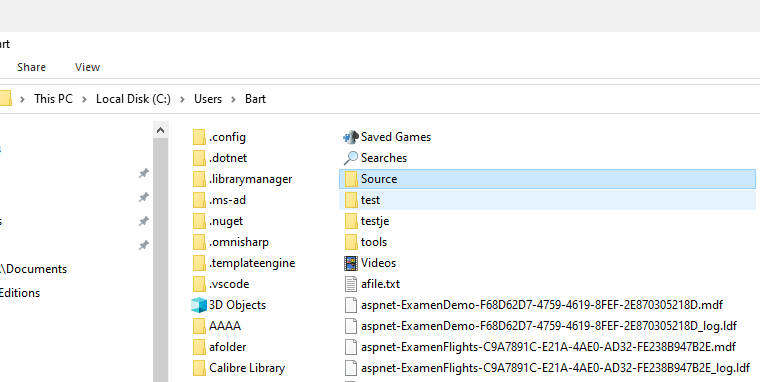 art
Share View
This PC > Local Disk (C:) > Users > Bart
.config
.dotnet
.librarymanager
.ms-ad
.nuget
.omnisharp
.templateengine
.vscode
3D Objects
AAAA
afolder
Calibre Library
Saved Games
Searches
Source
test
testje
tools
Videos
afile.txt
aspnet-ExamenDemo-F68D62D7-4759-4619-8FEF-2E870305218D.mdf
aspnet-ExamenDemo-F68D62D7-4759-4619-8FEF-2E870305218D_log.ldf
aspnet-ExamenFlights-C9A7891C-E21A-4AE0-AD32-FE238B947B2E.mdf
aspnet-ExamenFlights-C9A7891C-E21A-4AE0-AD32-FE238B947B2E_log.ldf
\Documents
Editions